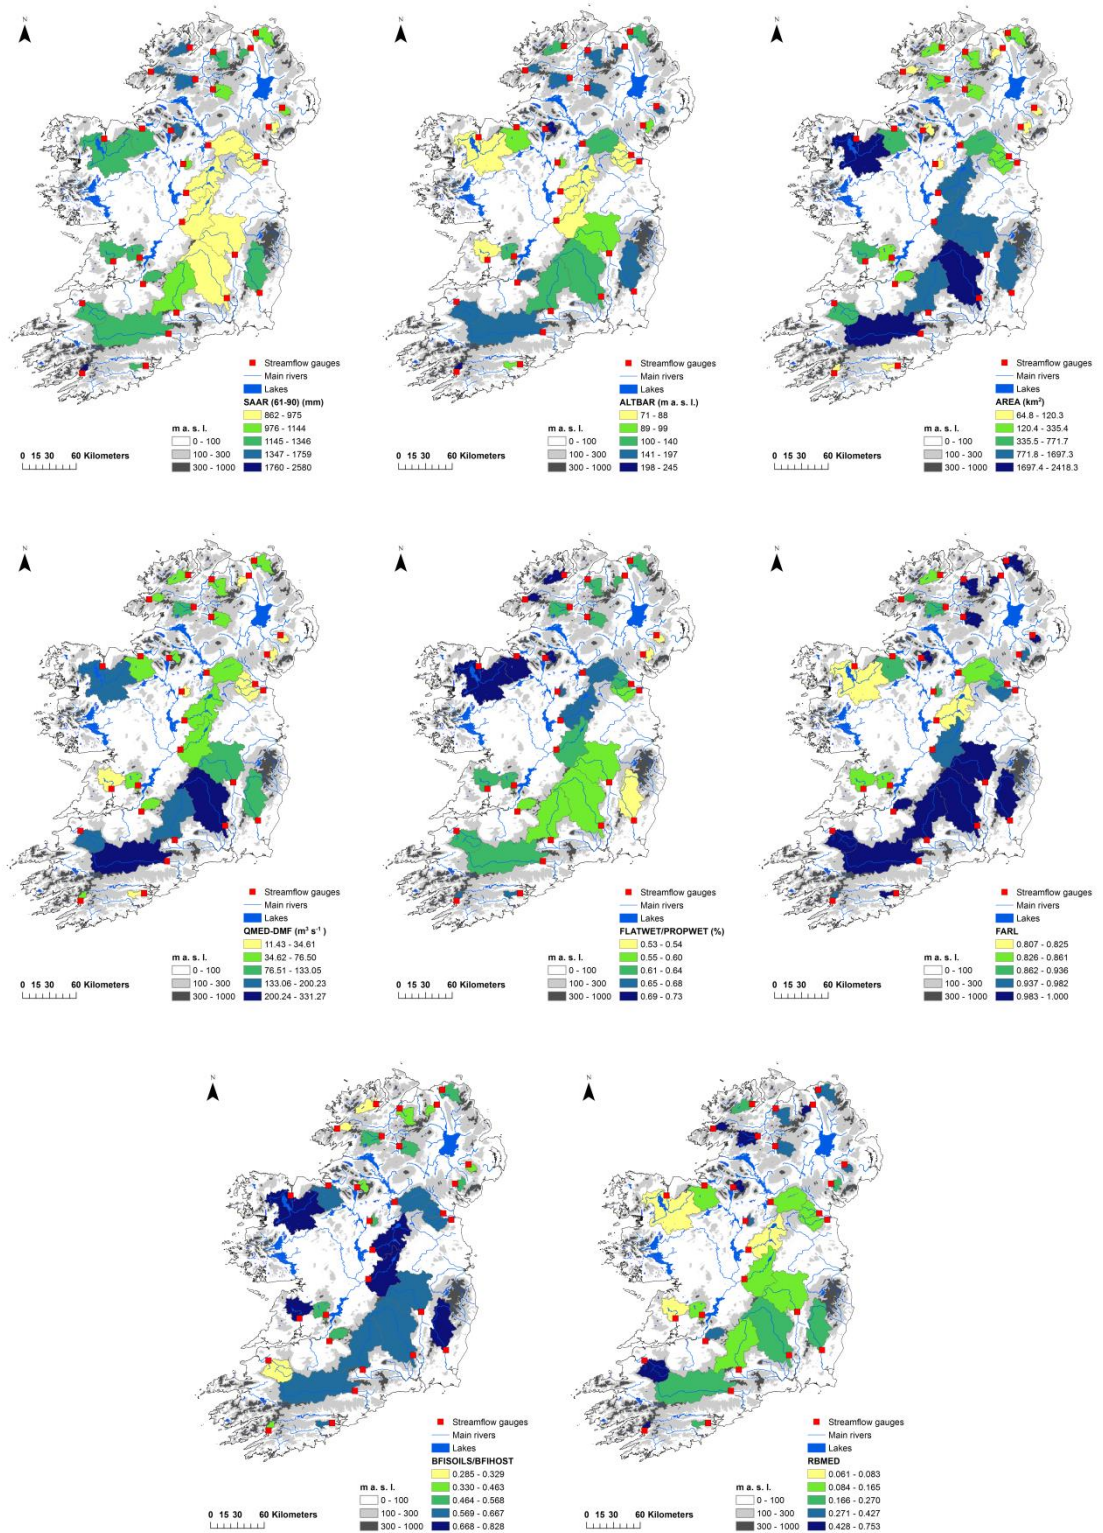 N
Streamflow gauges
Main rivers
Lakes
SAAR (61-90) (mm)
862 - 975
976 - 1144
1145 - 1346
1347 - 1759
1760 - 2580
m a. s. l.
0 - 100
100 - 300
300 - 1000
0 15 30 60 Kilometers
N
Streamflow gauges
Main rivers
Lakes
ALTBAR (m a. s. l.)
71 - 88
89 - 99
100 - 140
141 - 197
198 - 245
m a. s. l.
0 - 100
100 - 300
300 - 1000
0 15 30 60 Kilometers
N
Streamflow gauges
Main rivers
Lakes
AREA (km²)
64.8 - 120.3
120.4 - 335.4
335.5 - 771.7
771.8 - 1697.3
1697.4 - 2418.3
m a. s. l.
0 - 100
100 - 300
300 - 1000
0 15 30 60 Kilometers
N
Streamflow gauges
Main rivers
Lakes
QMED-DMF (m³ s⁻¹ )
11.43 - 34.61
34.62 - 76.50
76.51 - 133.05
133.06 - 200.23
200.24 - 331.27
m a. s. l.
0 - 100
100 - 300
300 - 1000
0 15 30 60 Kilometers
N
Streamflow gauges
Main rivers
Lakes
FLATWET/PROPWET (%)
0.53 - 0.54
0.55 - 0.60
0.61 - 0.64
0.65 - 0.68
0.69 - 0.73
m a. s. l.
0 - 100
100 - 300
300 - 1000
0 15 30 60 Kilometers
N
Streamflow gauges
Main rivers
Lakes
FARL
0.807 - 0.825
0.826 - 0.861
0.862 - 0.936
0.937 - 0.982
0.983 - 1.000
m a. s. l.
0 - 100
100 - 300
300 - 1000
0 15 30 60 Kilometers
N
Streamflow gauges
Main rivers
Lakes
BFISOILS/BFIHOST
0.285 - 0.329
0.330 - 0.463
0.464 - 0.568
0.569 - 0.667
0.668 - 0.828
m a. s. l.
0 - 100
100 - 300
300 - 1000
0 15 30 60 Kilometers
N
Streamflow gauges
Main rivers
Lakes
RBMED
0.061 - 0.083
0.084 - 0.165
0.166 - 0.270
0.271 - 0.427
0.428 - 0.753
m a. s. l.
0 - 100
100 - 300
300 - 1000
0 15 30 60 Kilometers